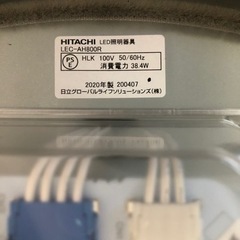 HITACHI LED照明器具
LEC-AH800R
PS
E
HLK 100V 50/60Hz
消費電力 38.4W
2020年製 200407
日立グローバルライフソリューションズ(株)